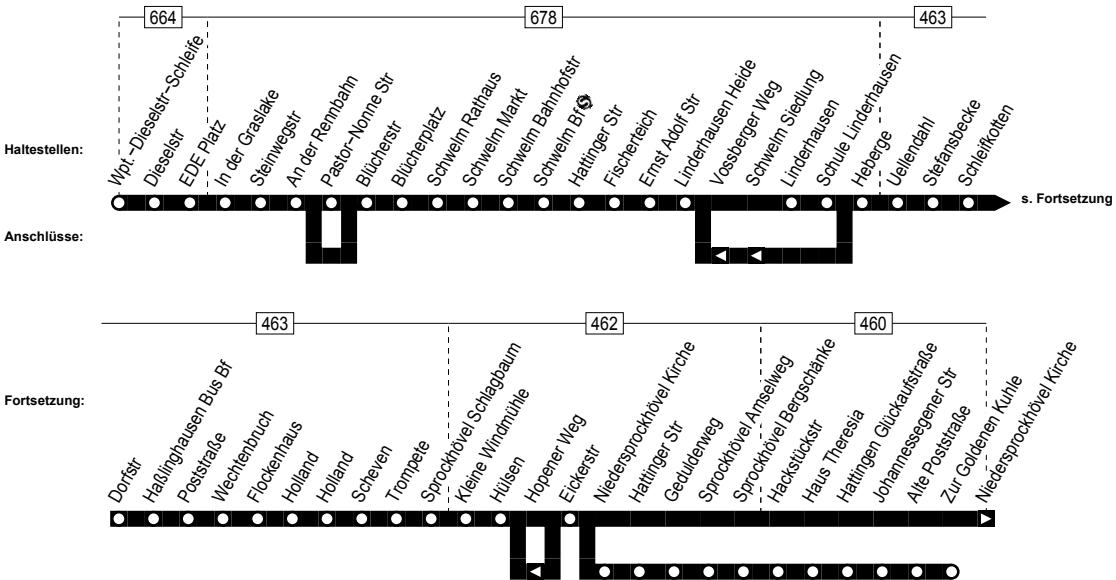 664 678 463
Haltestellen:
Wpt.-Dieselstr-Schleife
Dieselstr
EDE Platz
In der Graslake
Steinwegstr
An der Rennbahn
Pastor-Nonne Str
Blücherstr
Blücherplatz
Schwelm Rathaus
Schwelm Markt
Schwelm Bahnhofstr
Schwelm Bf S
Hattinger Str
Fischerteich
Ernst Adolf Str
Linderhausen Heide
Vossberger Weg
Schwelm Siedlung
Linderhausen
Schule Linderhausen
Heberge
Uellendahl
Stefansbecke
Schleifkotten
s. Fortsetzung
Anschlüsse:
463 462 460
Fortsetzung:
Dorfstr
Haßlinghausen Bus Bf
Poststraße
Wechtenbruch
Flockenhaus
Holland
Holland
Scheven
Trompete
Sprockhövel Schlagbaum
Kleine Windmühle
Hülsen
Hopener Weg
Eickerstr
Niedersprockhövel Kirche
Hattinger Str
Geduldenweg
Sprockhövel Amselweg
Sprockhövel Bergschänke
Hackstückstr
Haus Theresia
Hattingen Glückaufstraße
Johannessegener Str
Alte Poststraße
Zur Goldenen Kuhle
Niedersprockhövel Kirche